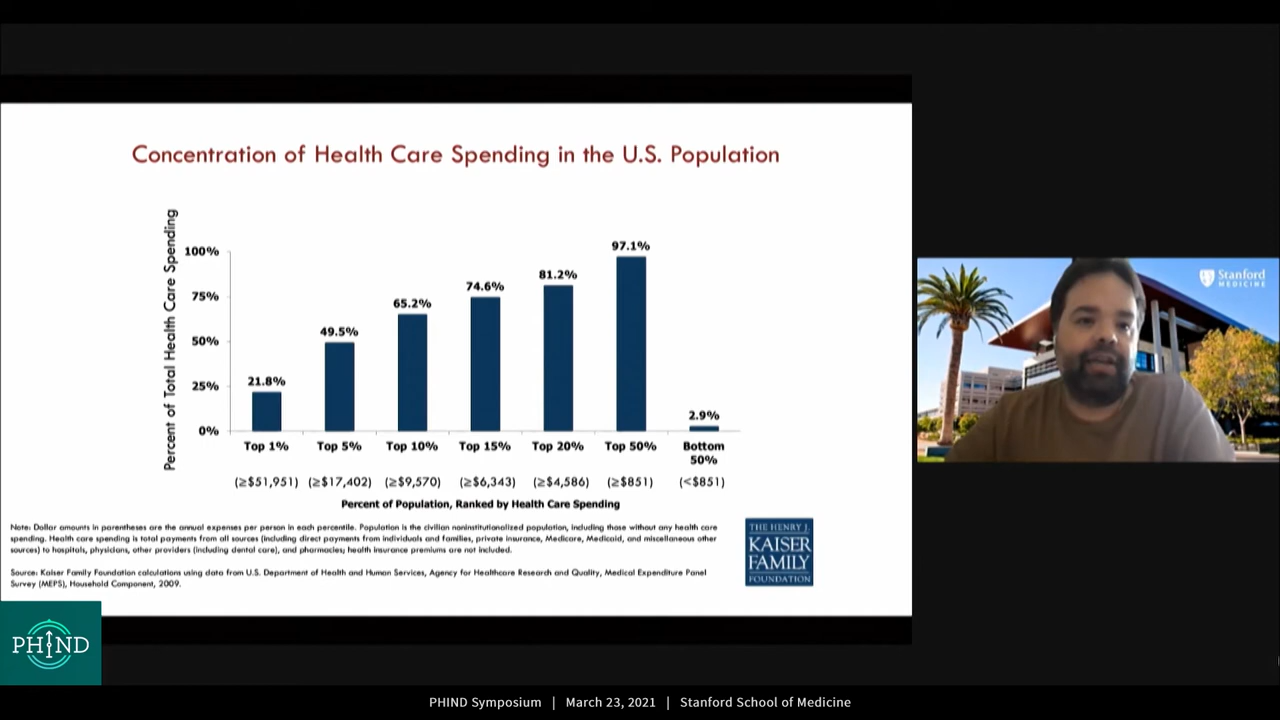 Concentration of Health Care Spending in the U.S. Population
Percent of Total Health Care Spending
100%
75%
50%
25%
0%
21.8%
49.5%
65.2%
74.6%
81.2%
97.1%
2.9%
Top 1%
Top 5%
Top 10%
Top 15%
Top 20%
Top 50%
Bottom
50%
(≥$51,951)
(≥$17,402)
(≥$9,570)
(≥$6,343)
(≥$4,586)
(≥$851)
(<$851)
Percent of Population, Ranked by Health Care Spending
Note: Dollar amounts in parentheses are the annual expenses per person in each percentile. Population is the civilian noninstitutionalized population, including those without any health care
spending. Health care spending is total payments from all sources (including direct payments from individuals and families, private insurance, Medicare, Medicaid, and miscellaneous other
sources) to hospitals, physicians, other providers (including dental care), and pharmacies; health insurance premiums are not included.
Source: Kaiser Family Foundation calculations using data from U.S. Department of Health and Human Services, Agency for Healthcare Research and Quality, Medical Expenditure Panel
Survey (MEPS), Household Component, 2009.
THE HENRY J.
KAISER
FAMILY
FOUNDATION
Stanford
MEDICINE
PHIND
PHIND Symposium | March 23, 2021 | Stanford School of Medicine